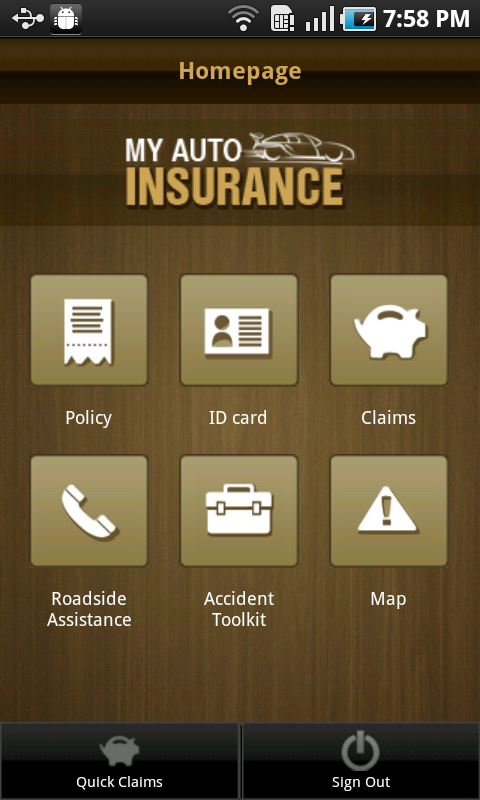 7:58 PM
Homepage
MY AUTO
INSURANCE
Policy
ID card
Claims
Roadside
Assistance
Accident
Toolkit
Map
Quick Claims
Sign Out